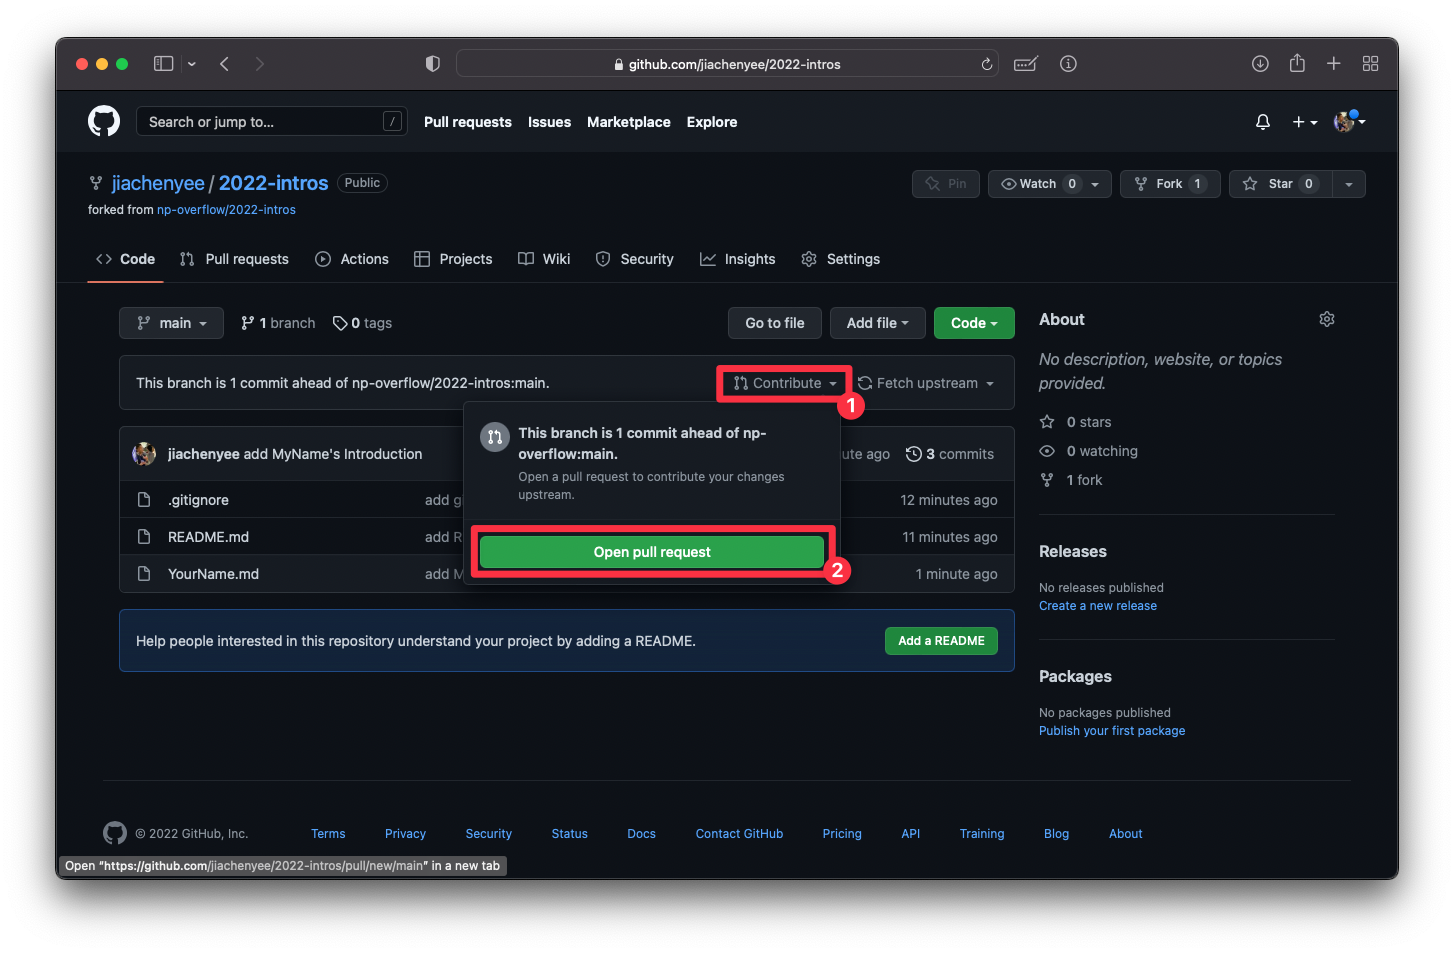 github.com/jiachenyee/2022-intros
Search or jump to... /
Pull requests Issues Marketplace Explore
jiachenyee / 2022-intros Public
Pin Watch 0 Fork 1 Star 0
forked from np-overflow/2022-intros
Code Pull requests Actions Projects Wiki Security Insights Settings
main 1 branch 0 tags Go to file Add file Code
This branch is 1 commit ahead of np-overflow/2022-intros:main. Contribute Fetch upstream
1
This branch is 1 commit ahead of np-
overflow:main.
Open a pull request to contribute your changes
upstream.
Open pull request
2
jiachenyee add MyName's Introduction ute ago 3 commits
.gitignore add gi 12 minutes ago
README.md add R 11 minutes ago
YourName.md add M 1 minute ago
Help people interested in this repository understand your project by adding a README. Add a README
About
No description, website, or topics
provided.
0 stars
0 watching
1 fork
Releases
No releases published
Create a new release
Packages
No packages published
Publish your first package
© 2022 GitHub, Inc. Terms Privacy Security Status Docs Contact GitHub Pricing API Training Blog About
Open “https://github.com/jiachenyee/2022-intros/pull/new/main” in a new tab